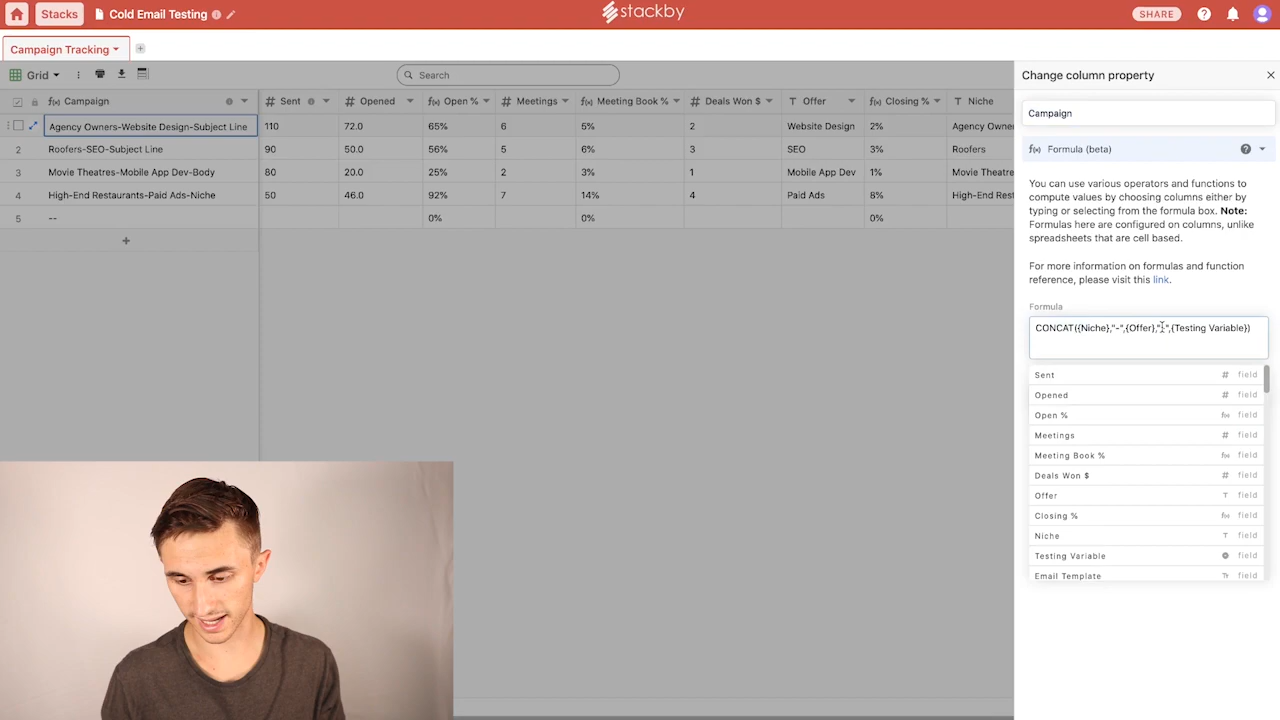 Stacks
Cold Email Testing
stackby
SHARE
Campaign Tracking
Grid
Search
Change column property
Campaign
Sent
Opened
Open %
Meetings
Meeting Book %
Deals Won $
Offer
Closing %
Niche
Campaign
Agency Owners-Website Design-Subject Line 110 72.0 65% 6 5% 2 Website Design 2% Agency Owne
Formula (beta)
2 Roofers-SEO-Subject Line 90 50.0 56% 5 6% 3 SEO 3% Roofers
3 Movie Theatres-Mobile App Dev-Body 80 20.0 25% 2 3% 1 Mobile App Dev 1% Movie Theatre
4 High-End Restaurants-Paid Ads-Niche 50 46.0 92% 7 14% 4 Paid Ads 8% High-End Rest
5 -- 0% 0% 0%
You can use various operators and functions to
compute values by choosing columns either by
typing or selecting from the formula box. Note:
Formulas here are configured on columns, unlike
spreadsheets that are cell based.
For more information on formulas and function
reference, please visit this link.
Formula
CONCAT({Niche},"-",{Offer},"-",{Testing Variable})
Sent # field
Opened # field
Open % f(x) field
Meetings # field
Meeting Book % f(x) field
Deals Won $ # field
Offer T field
Closing % f(x) field
Niche T field
Testing Variable field
Email Template field